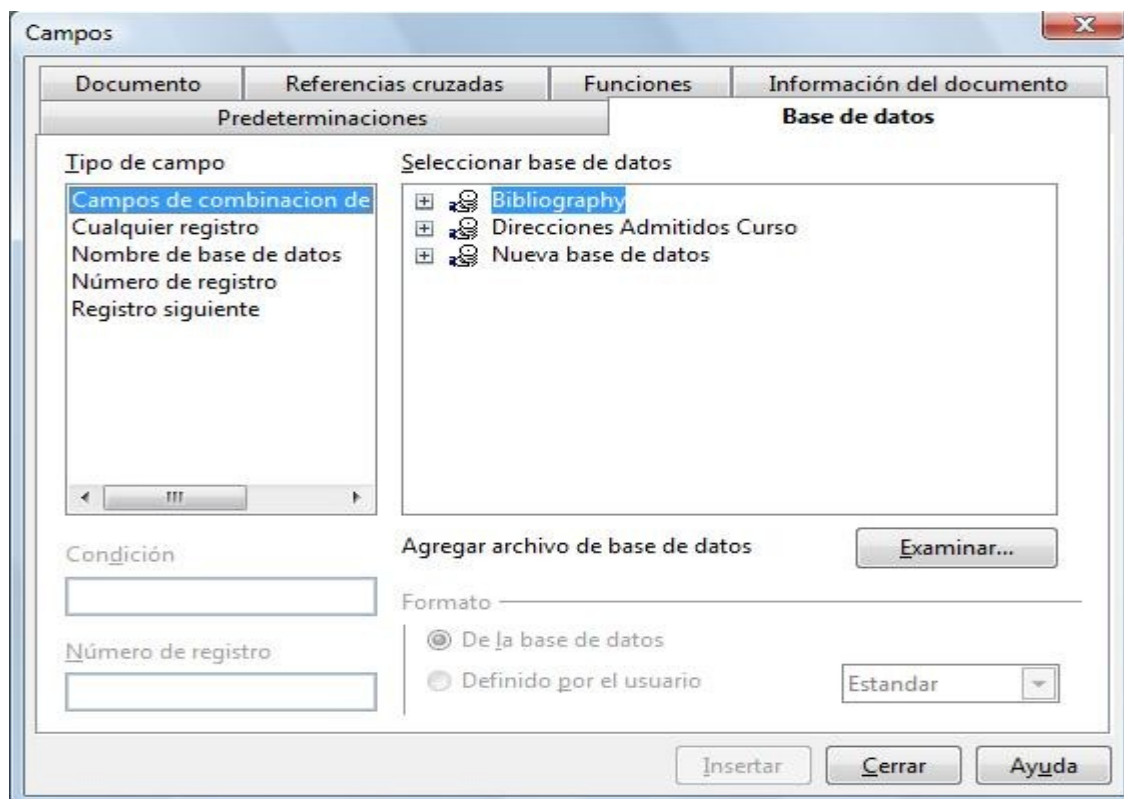 Campos
Documento
Referencias cruzadas
Funciones
Información del documento
Predeterminaciones
Base de datos
Tipo de campo
Campos de combinacion de
Cualquier registro
Nombre de base de datos
Número de registro
Registro siguiente
Seleccionar base de datos
Bibliography
Direcciones Admitidos Curso
Nueva base de datos
Condición
Número de registro
Agregar archivo de base de datos
Examinar...
Formato
De la base de datos
Definido por el usuario
Estandar
Insertar
Cerrar
Ayuda